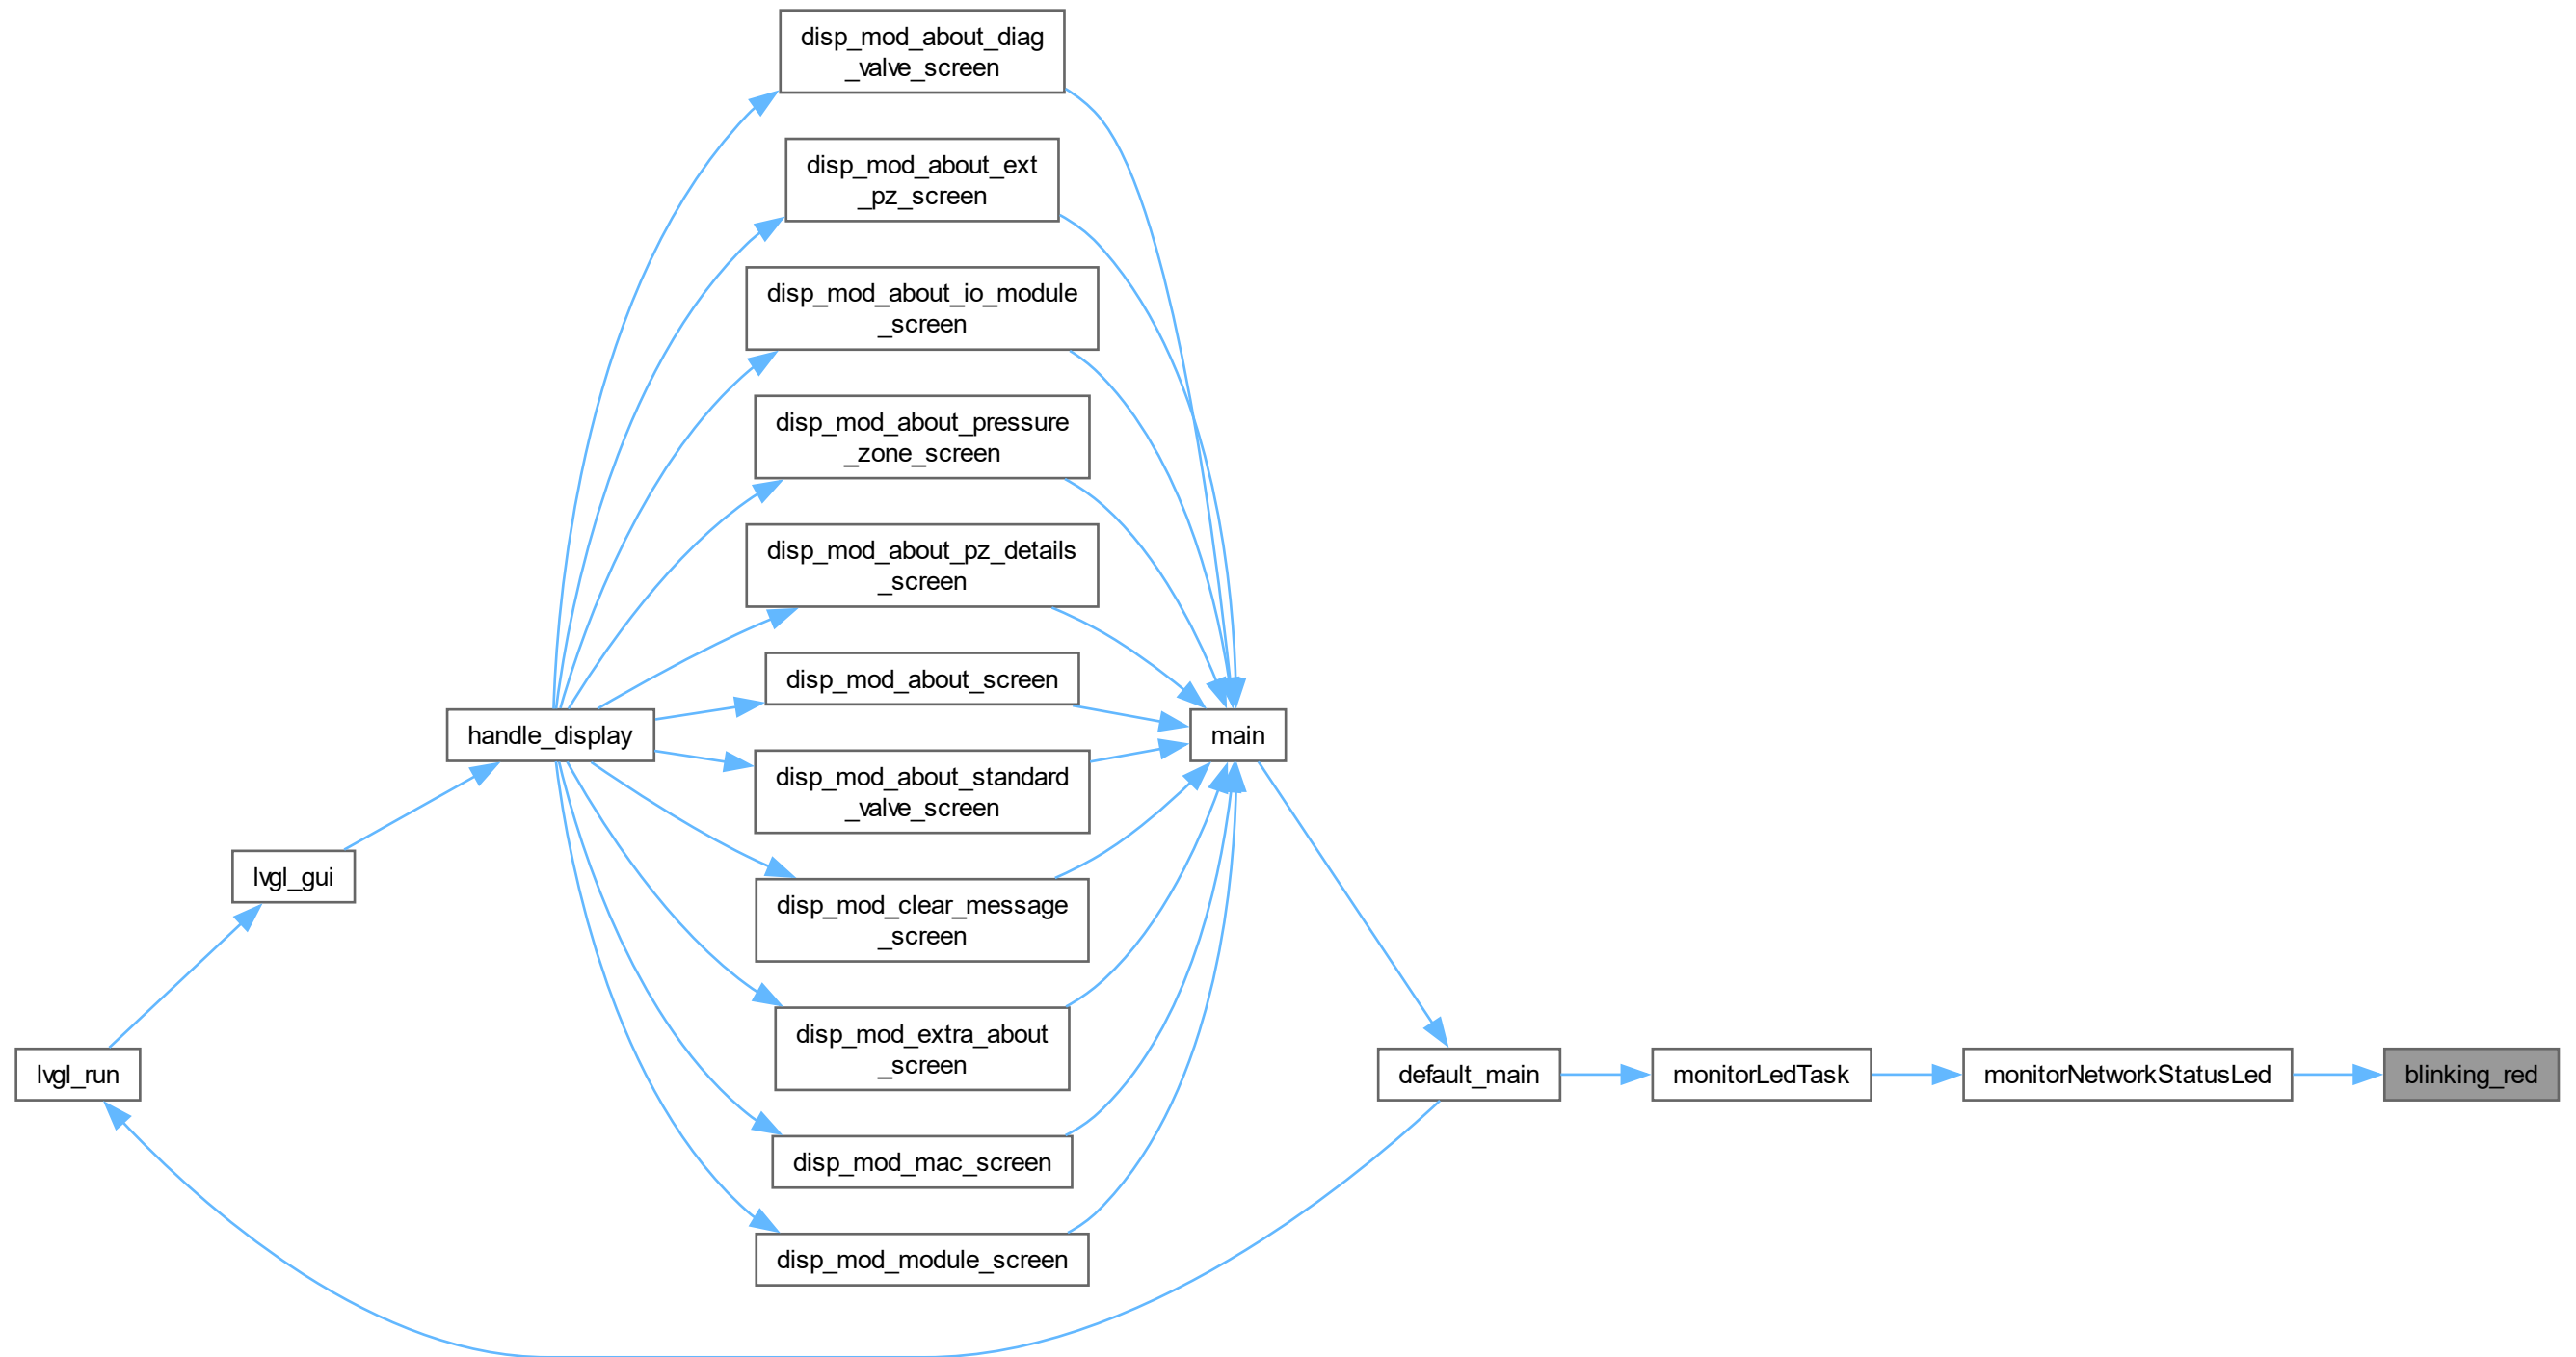 disp_mod_about_diag
_valve_screen
disp_mod_about_ext
_pz_screen
disp_mod_about_io_module
_screen
disp_mod_about_pressure
_zone_screen
disp_mod_about_pz_details
_screen
disp_mod_about_screen
handle_display
main
disp_mod_about_standard
_valve_screen
lvgl_gui
disp_mod_clear_message
_screen
disp_mod_extra_about
_screen
lvgl_run
default_main
monitorLedTask
monitorNetworkStatusLed
blinking_red
disp_mod_mac_screen
disp_mod_module_screen